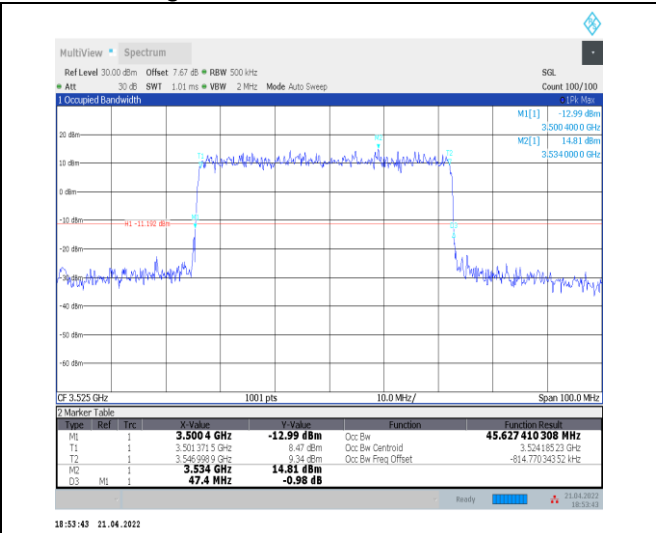 MultiView Spectrum
Ref Level 30.00 dBm Offset 7.67 dB RBW 500 kHz SGL
Att 30 dB SWT 1.01 ms VBW 2 MHz Mode Auto Sweep Count 100/100
1 Occupied Bandwidth 1Pk Max
M1[1] -12.99 dBm
3.500 400 0 GHz
M2[1] 14.81 dBm
3.534 000 0 GHz
20 dBm
M2
T1 T2
10 dBm
0 dBm
-10 dBm
M1
H1 -11.192 dBm
-20 dBm
-30 dBm
-40 dBm
-50 dBm
-60 dBm
CF 3.525 GHz 1001 pts 10.0 MHz/ Span 100.0 MHz
2 Marker Table
Type Ref Trc X-Value Y-Value Function Function Result
M1 1 3.500 4 GHz -12.99 dBm Occ Bw 45.627 410 308 MHz
T1 1 3.501 371 5 GHz 8.47 dBm Occ Bw Centroid 3.524 185 23 GHz
T2 1 3.546 998 9 GHz 9.34 dBm Occ Bw Freq Offset -814.770 343 52 kHz
M2 1 3.534 GHz 14.81 dBm
D3 M1 1 47.4 MHz -0.98 dB
Ready 21.04.2022
18:53:43
18:53:43 21.04.2022